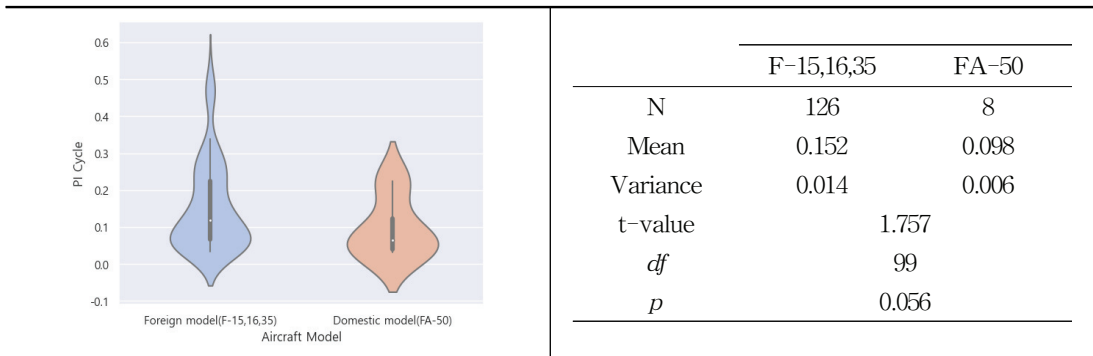 0.6
0.5
0.4
0.3
0.2
0.1
0.0
-0.1
PI Cycle
Foreign model(F-15,16,35) Domestic model(FA-50)
Aircraft Model
F-15,16,35 FA-50
N 126 8
Mean 0.152 0.098
Variance 0.014 0.006
t-value 1.757
df 99
p 0.056